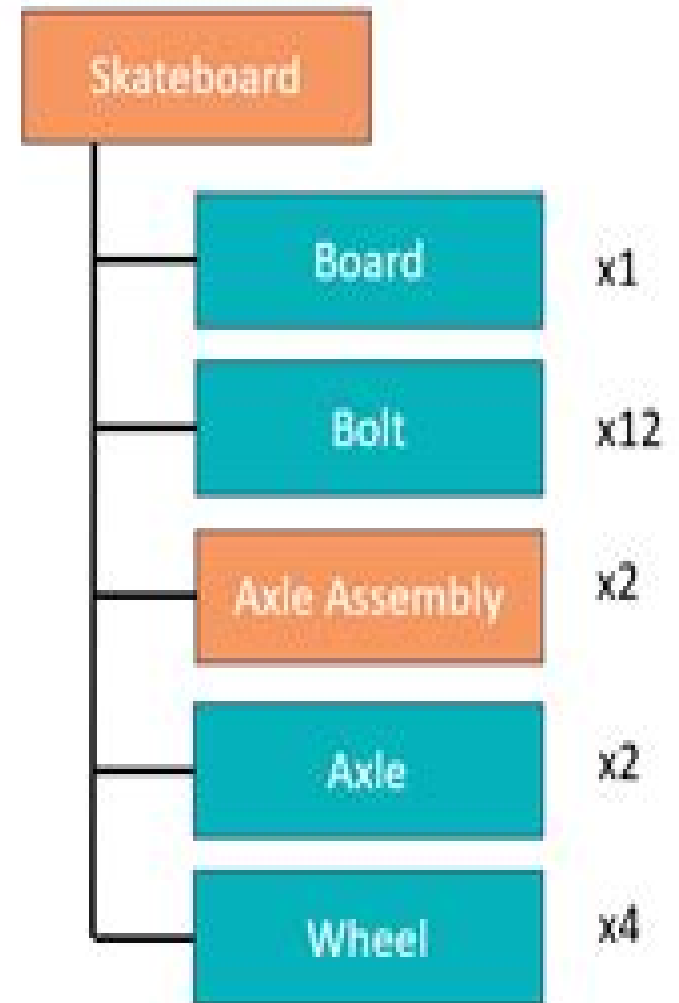 Skateboard
Board x1
Bolt x12
Axle Assembly x2
Axle x2
Wheel x4